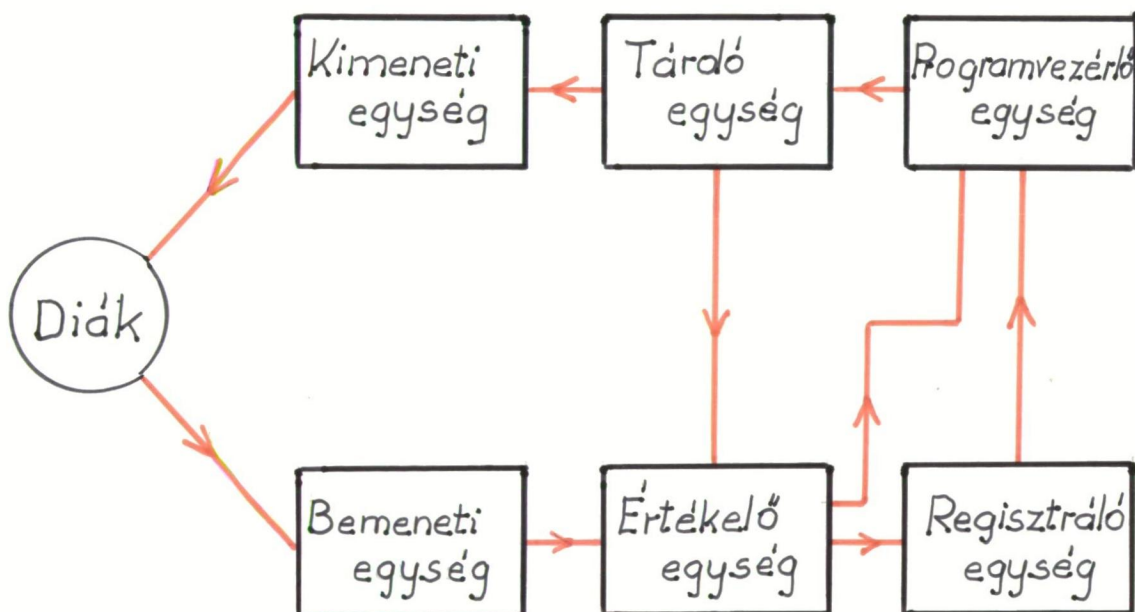 Kimeneti
egység
Tároló
egység
Programvezérlő
egység
Diák
Bemeneti
egység
Értékelő
egység
Regisztráló
egység